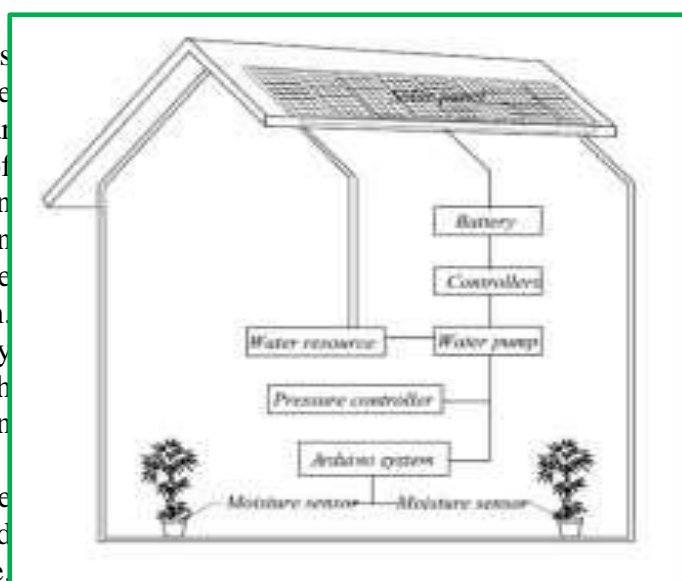 Solar panel
Battery
Controllers
Water resource
Water pump
Pressure controller
Arduino system
Moisture sensor
Moisture sensor